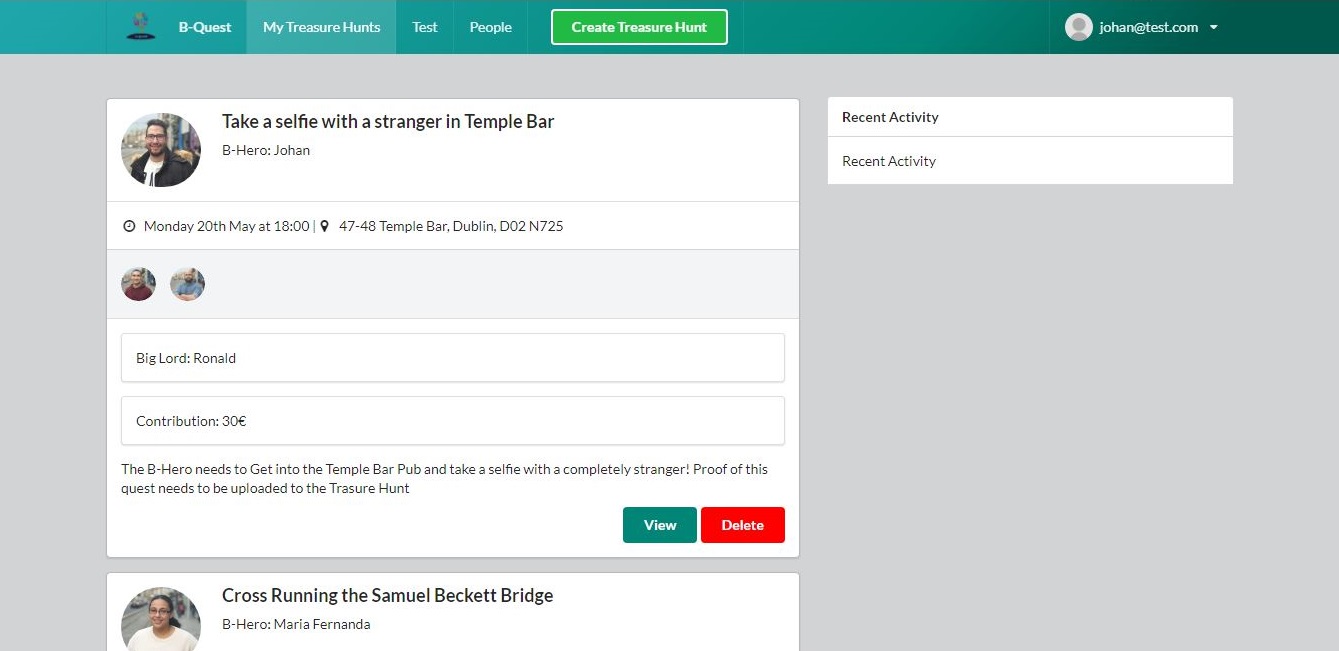 B-Quest
My Treasure Hunts
Test
People
Create Treasure Hunt
johan@test.com
Take a selfie with a stranger in Temple Bar
B-Hero: Johan
Monday 20th May at 18:00 | 47-48 Temple Bar, Dublin, D02 N725
Big Lord: Ronald
Contribution: 30€
The B-Hero needs to Get into the Temple Bar Pub and take a selfie with a completely stranger! Proof of this
quest needs to be uploaded to the Trasure Hunt
View
Delete
Cross Running the Samuel Beckett Bridge
B-Hero: Maria Fernanda
Recent Activity
Recent Activity